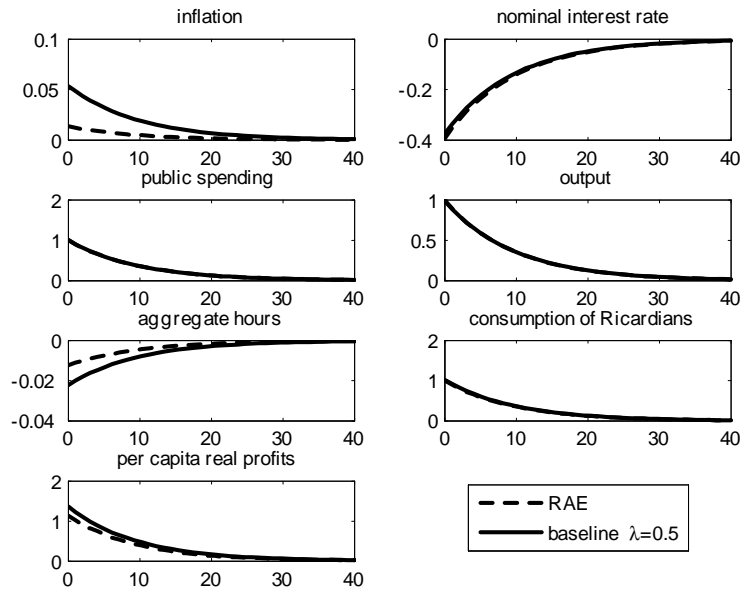 inflation
0.1
0.05
0
0 10 20 30 40
nominal interest rate
0
-0.2
-0.4
0 10 20 30 40
public spending
2
1
0
0 10 20 30 40
output
1
0.5
0
0 10 20 30 40
aggregate hours
0
-0.02
-0.04
0 10 20 30 40
consumption of Ricardians
2
1
0
0 10 20 30 40
per capita real profits
2
1
0
0 10 20 30 40
RAE
baseline λ=0.5